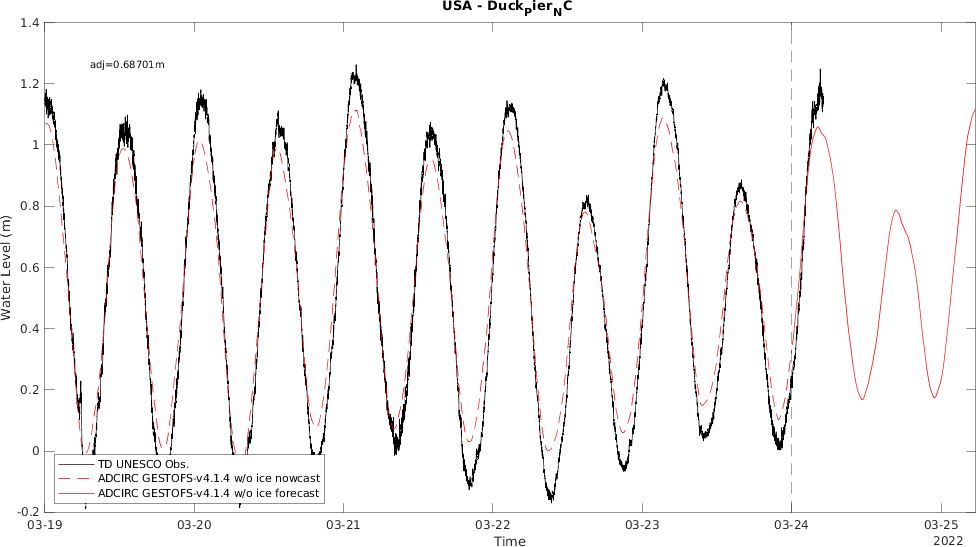 USA - Duck_Pier_NC
adj=0.68701m
1.4
1.2
1
0.8
0.6
0.4
0.2
0
-0.2
Water Level (m)
TD UNESCO Obs.
ADCIRC GESTOFS-v4.1.4 w/o ice nowcast
ADCIRC GESTOFS-v4.1.4 w/o ice forecast
03-19 03-20 03-21 03-22 03-23 03-24 03-25
Time
2022